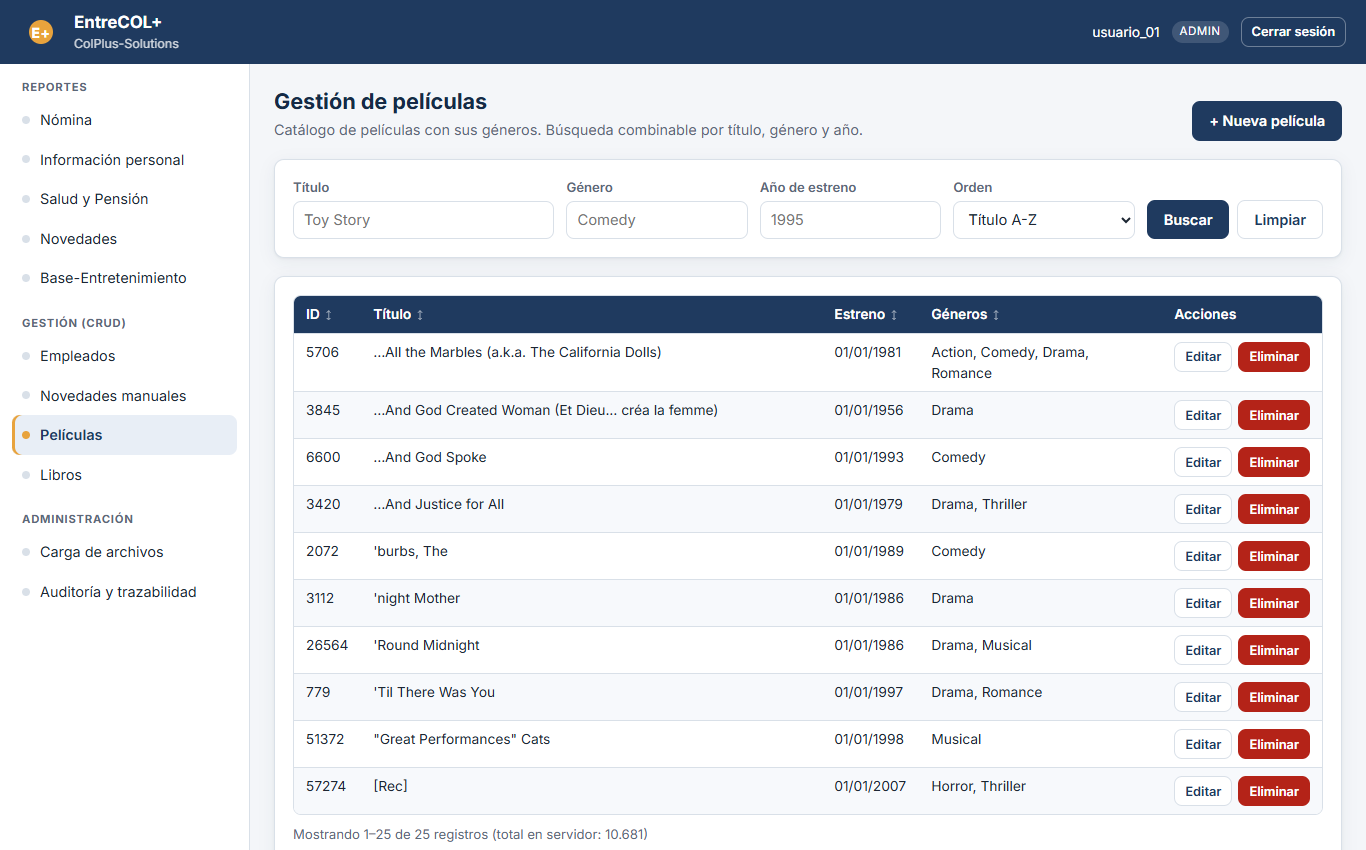 E+
EntreCOL+
ColPlus-Solutions
usuario_01 ADMIN Cerrar sesión
REPORTES
Nómina
Información personal
Salud y Pensión
Novedades
Base-Entretenimiento
GESTIÓN (CRUD)
Empleados
Novedades manuales
Películas
Libros
ADMINISTRACIÓN
Carga de archivos
Auditoría y trazabilidad
Gestión de películas
Catálogo de películas con sus géneros. Búsqueda combinable por título, género y año.
+ Nueva película
Título Género Año de estreno Orden
Toy Story Comedy 1995 Título A-Z Buscar Limpiar
ID ↕ Título ↕ Estreno ↕ Géneros ↕ Acciones
5706 ...All the Marbles (a.k.a. The California Dolls) 01/01/1981 Action, Comedy, Drama, Editar Eliminar
Romance
3845 ...And God Created Woman (Et Dieu... créa la femme) 01/01/1956 Drama Editar Eliminar
6600 ...And God Spoke 01/01/1993 Comedy Editar Eliminar
3420 ...And Justice for All 01/01/1979 Drama, Thriller Editar Eliminar
2072 'burbs, The 01/01/1989 Comedy Editar Eliminar
3112 'night Mother 01/01/1986 Drama Editar Eliminar
26564 'Round Midnight 01/01/1986 Drama, Musical Editar Eliminar
779 'Til There Was You 01/01/1997 Drama, Romance Editar Eliminar
51372 "Great Performances" Cats 01/01/1998 Musical Editar Eliminar
57274 [Rec] 01/01/2007 Horror, Thriller Editar Eliminar
Mostrando 1–25 de 25 registros (total en servidor: 10.681)